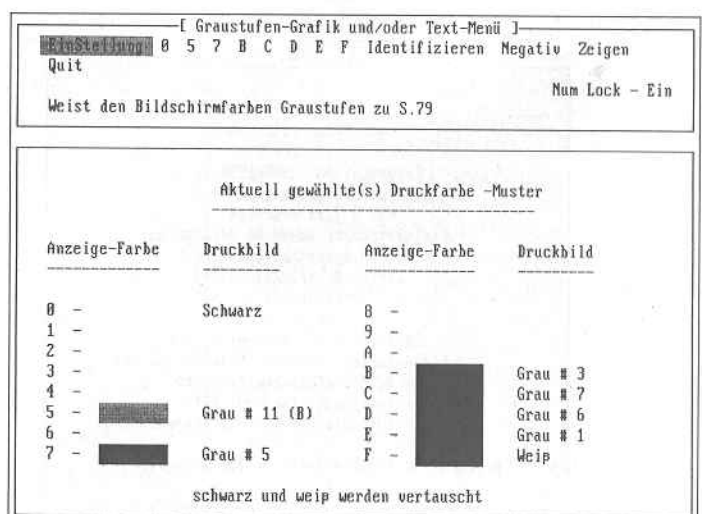 [ Graustufen-Grafik und/oder Text-Menü ]
EinStellung 0 5 7 B C D E F Identifizieren Negativ Zeigen
Quit
Num Lock - Ein
Weist den Bildschirmfarben Graustufen zu S.79
Aktuell gewählte(s) Druckfarbe -Muster
Anzeige-Farbe Druckbild Anzeige-Farbe Druckbild
0 - Schwarz 8 -
1 - 9 -
2 - A -
3 - B - Grau # 3
4 - C - Grau # 7
5 - Grau # 11 (B) D - Grau # 6
6 - E - Grau # 1
7 - Grau # 5 F - Weiβ
schwarz und weiβ werden vertauscht